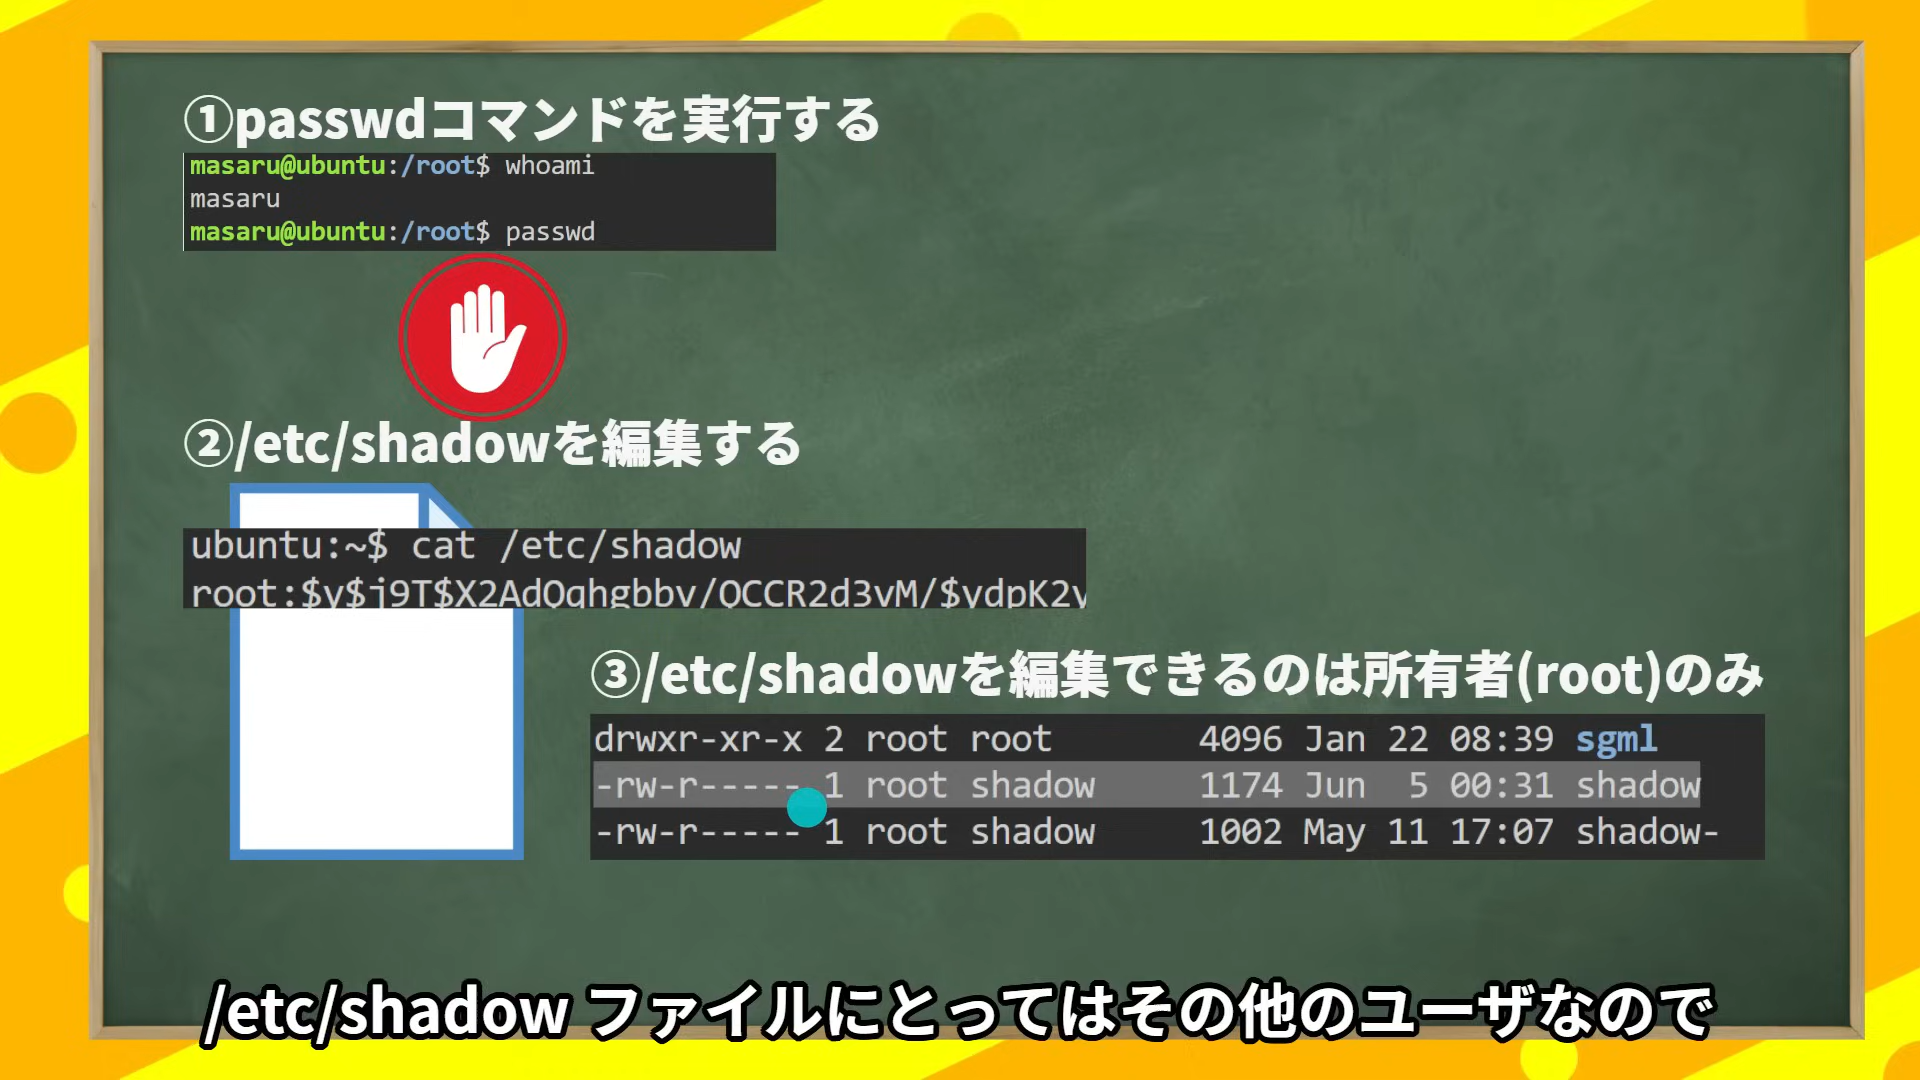 ①passwdコマンドを実行する
masaru@ubuntu:/root$ whoami
masaru
masaru@ubuntu:/root$ passwd
②/etc/shadowを編集する
ubuntu:~$ cat /etc/shadow
root:$y$j9T$X2AdOqhgbbv/QCCR2d3vM/$ydpK2y
③/etc/shadowを編集できるのは所有者(root)のみ
drwxr-xr-x 2 root root 4096 Jan 22 08:39 sgml
-rw-r----- 1 root shadow 1174 Jun 5 00:31 shadow
-rw-r----- 1 root shadow 1002 May 11 17:07 shadow-
/etc/shadow ファイルにとってはその他のユーザなので